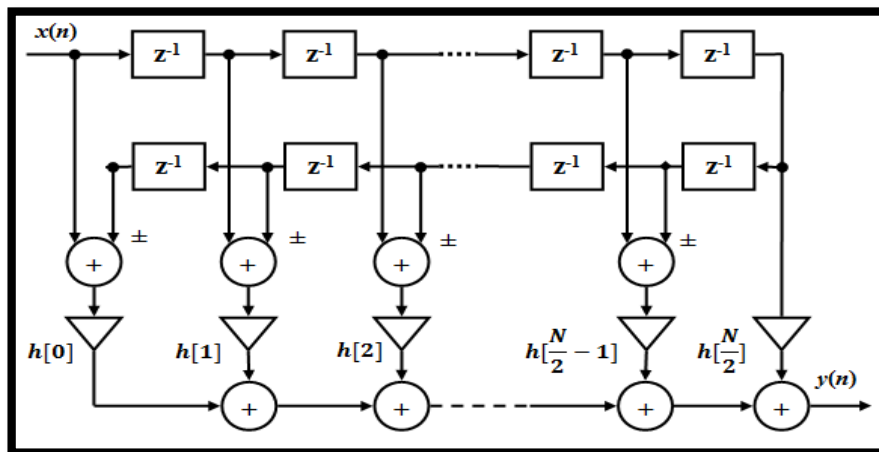 x(n)
z⁻¹ z⁻¹ z⁻¹ z⁻¹
z⁻¹ z⁻¹ z⁻¹ z⁻¹
± ± ± ±
+ + + +
h[0] h[1] h[2] h[N/2 − 1] h[N/2]
y(n)
+ + + +